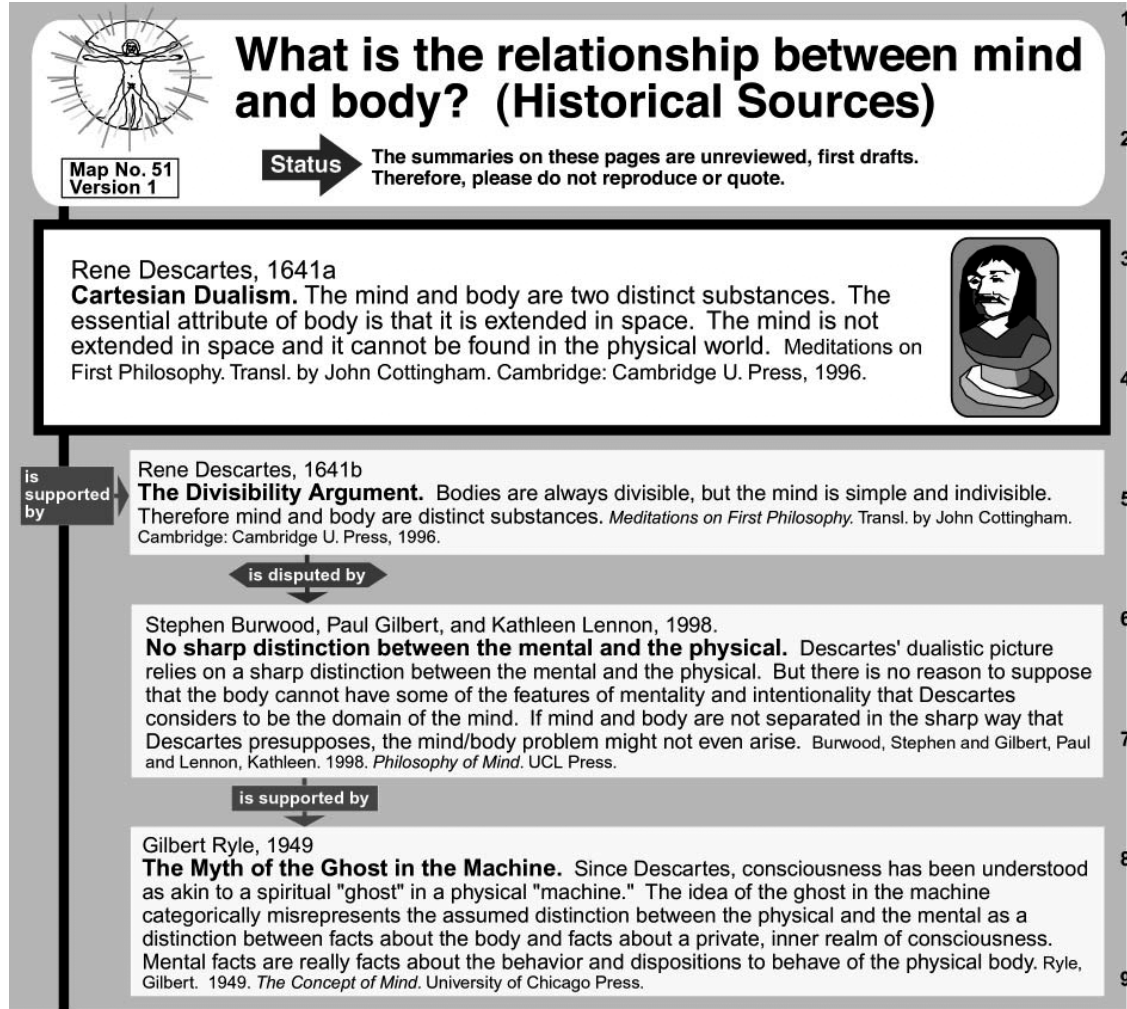 What is the relationship between mind
and body?  (Historical Sources)
Map No. 51
Version 1
Status
The summaries on these pages are unreviewed, first drafts.
Therefore, please do not reproduce or quote.
Rene Descartes, 1641a
Cartesian Dualism. The mind and body are two distinct substances.  The
essential attribute of body is that it is extended in space.  The mind is not
extended in space and it cannot be found in the physical world.  Meditations on
First Philosophy. Transl. by John Cottingham. Cambridge: Cambridge U. Press, 1996.
is
supported
by
Rene Descartes, 1641b
The Divisibility Argument.  Bodies are always divisible, but the mind is simple and indivisible.
Therefore mind and body are distinct substances. Meditations on First Philosophy. Transl. by John Cottingham.
Cambridge: Cambridge U. Press, 1996.
is disputed by
Stephen Burwood, Paul Gilbert, and Kathleen Lennon, 1998.
No sharp distinction between the mental and the physical.  Descartes' dualistic picture
relies on a sharp distinction between the mental and the physical.  But there is no reason to suppose
that the body cannot have some of the features of mentality and intentionality that Descartes
considers to be the domain of the mind.  If mind and body are not separated in the sharp way that
Descartes presupposes, the mind/body problem might not even arise.  Burwood, Stephen and Gilbert, Paul
and Lennon, Kathleen. 1998. Philosophy of Mind. UCL Press.
is supported by
Gilbert Ryle, 1949
The Myth of the Ghost in the Machine.  Since Descartes, consciousness has been understood
as akin to a spiritual "ghost" in a physical "machine."  The idea of the ghost in the machine
categorically misrepresents the assumed distinction between the physical and the mental as a
distinction between facts about the body and facts about a private, inner realm of consciousness.
Mental facts are really facts about the behavior and dispositions to behave of the physical body. Ryle,
Gilbert.  1949. The Concept of Mind. University of Chicago Press.
1
2
3
4
5
6
7
8
9